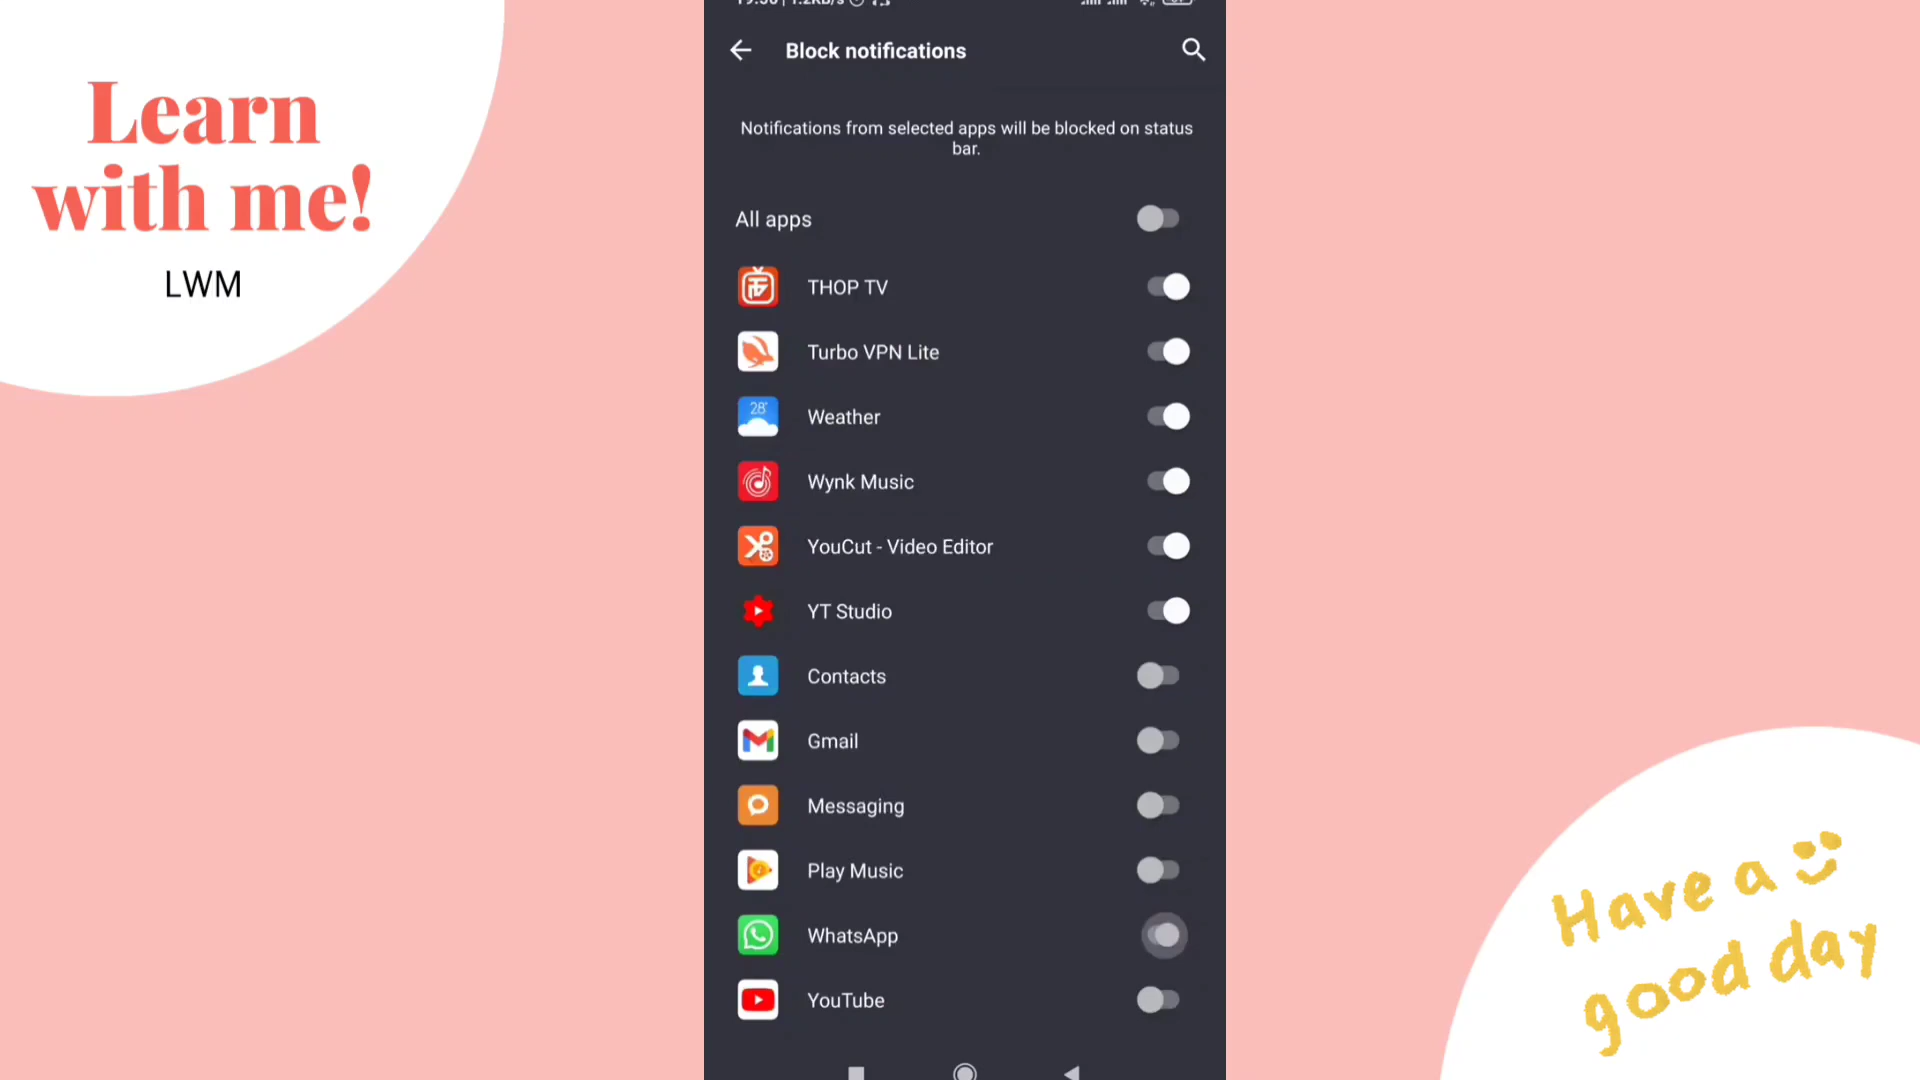 Learn
with me!
LWM
Block notifications
Notifications from selected apps will be blocked on status
bar.
All apps
THOP TV
Turbo VPN Lite
28°
Weather
Wynk Music
YouCut - Video Editor
YT Studio
Contacts
Gmail
Messaging
Play Music
WhatsApp
YouTube
Have a
good day